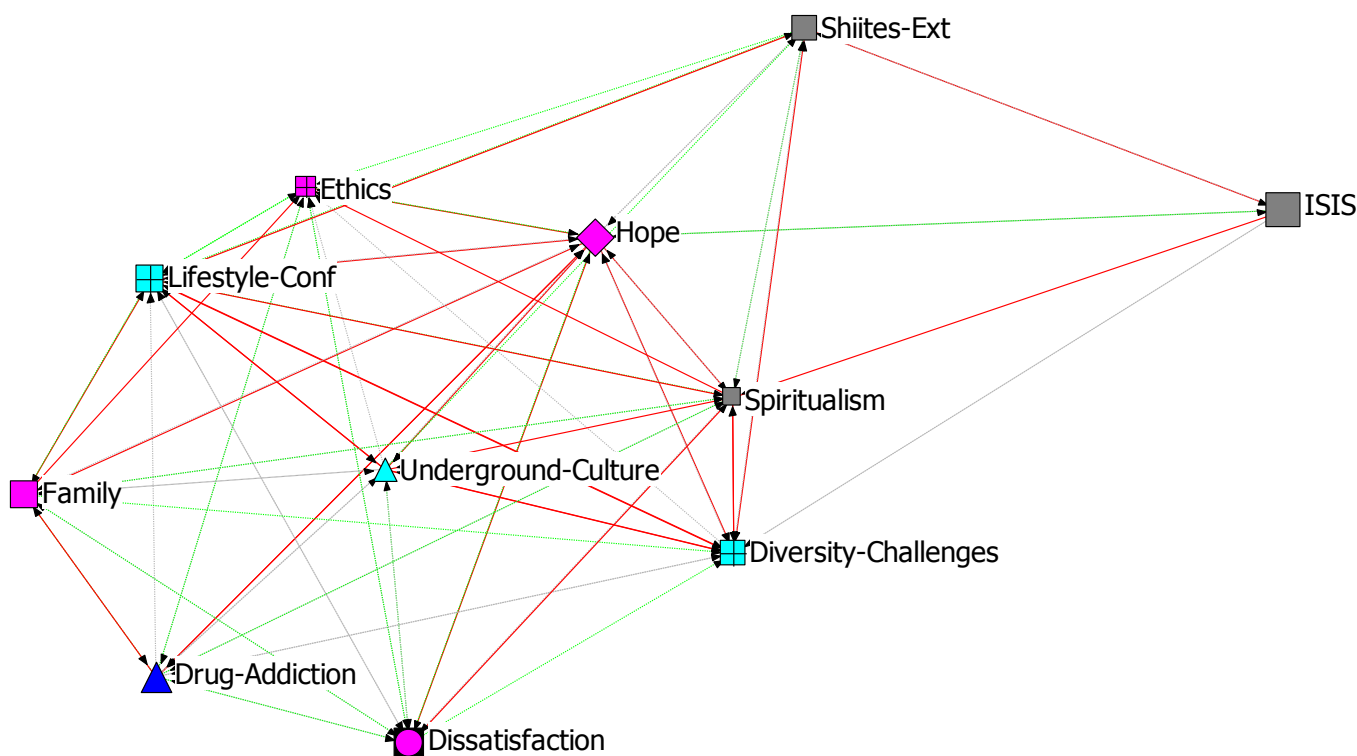 Shiites-Ext
Ethics
ISIS
Hope
Lifestyle-Conf
Spiritualism
Underground-Culture
Family
Diversity-Challenges
Drug-Addiction
Dissatisfaction